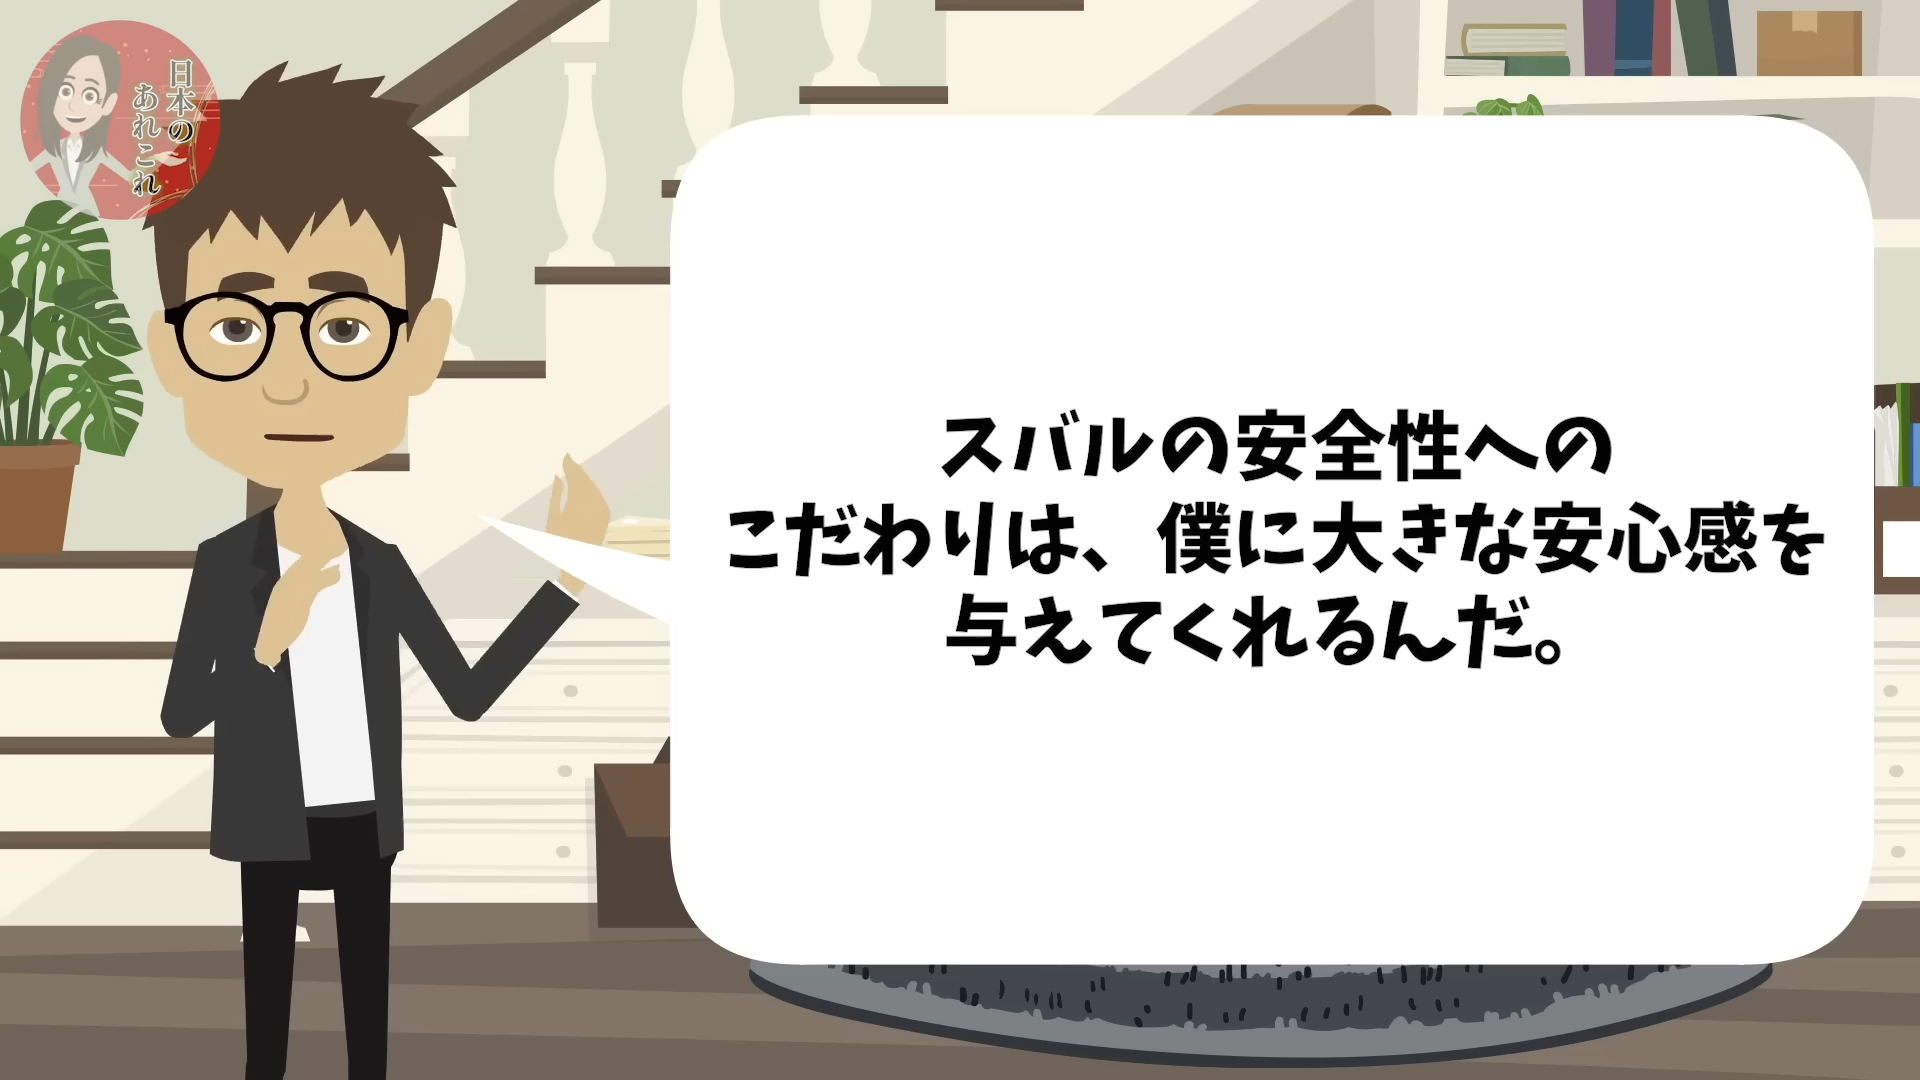 日本の
あれこれ
スバルの安全性への
こだわりは、僕に大きな安心感を
与えてくれるんだ。